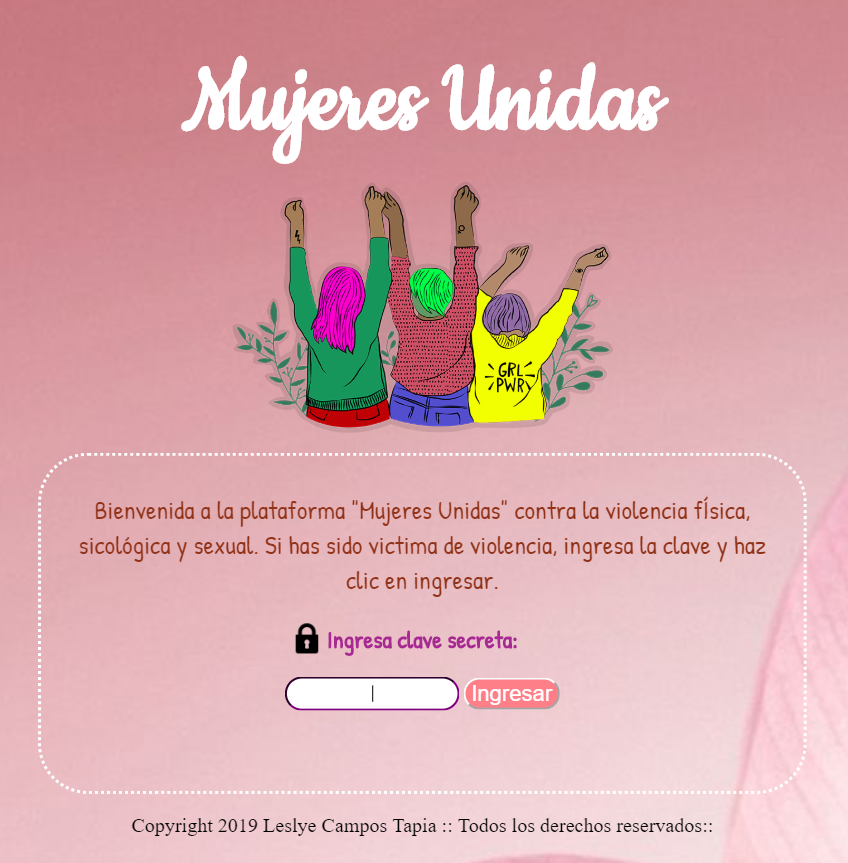 Mujeres Unidas
GRL
PWR
Bienvenida a la plataforma "Mujeres Unidas" contra la violencia fÍsica,
sicológica y sexual. Si has sido victima de violencia, ingresa la clave y haz
clic en ingresar.
Ingresa clave secreta:
Ingresar
Copyright 2019 Leslye Campos Tapia :: Todos los derechos reservados::